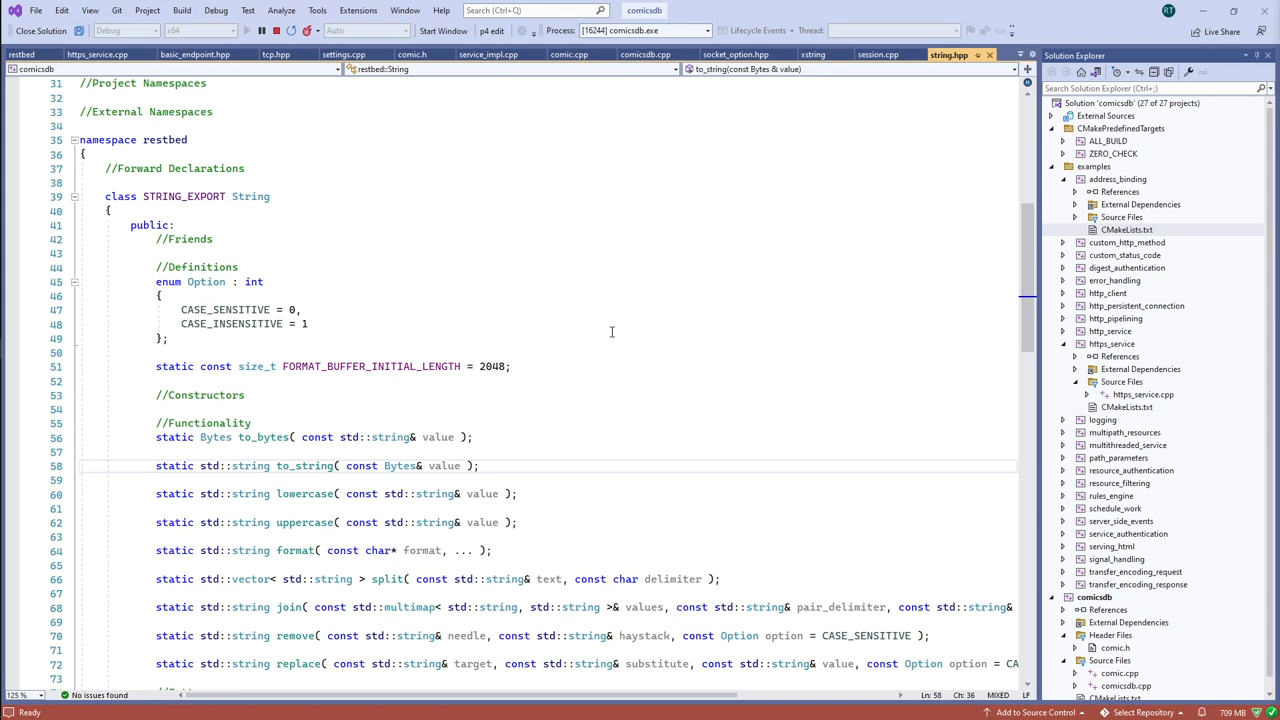 File Edit View Git Project Build Debug Test Analyze Tools Extensions Window Help Search (Ctrl+Q) comicsdb RT
Close Solution Debug x64 Auto Start Window p4 edit Process: [16244] comicsdb.exe Lifecycle Events Thread: Live Share
restbed https_service.cpp basic_endpoint.hpp tcp.hpp settings.cpp comic.h service_impl.cpp comic.cpp comicsdb.cpp socket_option.hpp xstring session.cpp string.hpp
comicsdb restbed::String to_string(const Bytes & value)
31 //Project Namespaces
32
33 //External Namespaces
34
35 namespace restbed
36 {
37 //Forward Declarations
38
39 class STRING_EXPORT String
40 {
41 public:
42 //Friends
43
44 //Definitions
45 enum Option : int
46 {
47 CASE_SENSITIVE = 0,
48 CASE_INSENSITIVE = 1
49 };
50
51 static const size_t FORMAT_BUFFER_INITIAL_LENGTH = 2048;
52
53 //Constructors
54
55 //Functionality
56 static Bytes to_bytes( const std::string& value );
57
58 static std::string to_string( const Bytes& value );
59
60 static std::string lowercase( const std::string& value );
61
62 static std::string uppercase( const std::string& value );
63
64 static std::string format( const char* format, ... );
65
66 static std::vector< std::string > split( const std::string& text, const char delimiter );
67
68 static std::string join( const std::multimap< std::string, std::string >& values, const std::string& pair_delimiter, const std::string&
69
70 static std::string remove( const std::string& needle, const std::string& haystack, const Option option = CASE_SENSITIVE );
71
72 static std::string replace( const std::string& target, const std::string& substitute, const std::string& value, const Option option = CA
73
125 % No issues found Ln: 58 Ch: 36 MIXED LF
Solution Explorer
Search Solution Explorer (Ctrl+;)
Solution 'comicsdb' (27 of 27 projects)
External Sources
CMakePredefinedTargets
ALL_BUILD
ZERO_CHECK
examples
address_binding
References
External Dependencies
Source Files
CMakeLists.txt
custom_http_method
custom_status_code
digest_authentication
error_handling
http_client
http_persistent_connection
http_pipelining
http_service
https_service
References
External Dependencies
Source Files
https_service.cpp
CMakeLists.txt
logging
multipath_resources
multithreaded_service
path_parameters
resource_authentication
resource_filtering
rules_engine
schedule_work
server_side_events
service_authentication
serving_html
signal_handling
transfer_encoding_request
transfer_encoding_response
comicsdb
References
External Dependencies
Header Files
comic.h
Source Files
comic.cpp
comicsdb.cpp
CMakeLists.txt
Ready Add to Source Control Select Repository 709 MB